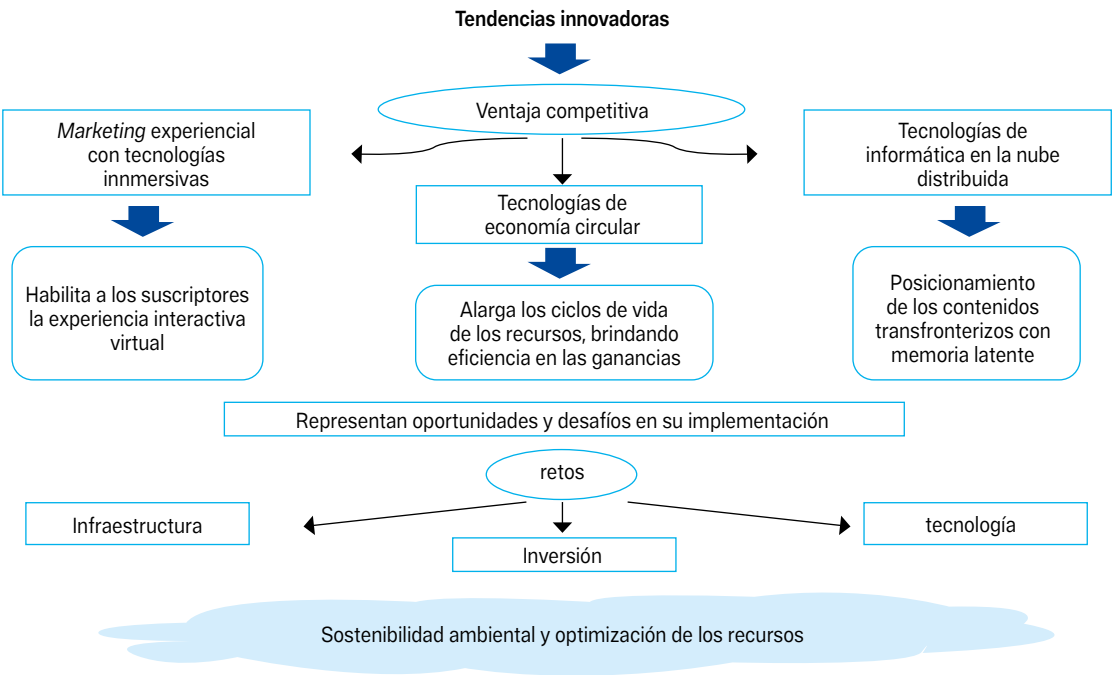 Tendencias innovadoras
Ventaja competitiva
Marketing experiencial
con tecnologías
innmersivas
Tecnologías de
economía circular
Tecnologías de
informática en la nube
distribuida
Habilita a los suscriptores
la experiencia interactiva
virtual
Alarga los ciclos de vida
de los recursos, brindando
eficiencia en las ganancias
Posicionamiento
de los contenidos
transfronterizos con
memoria latente
Representan oportunidades y desafíos en su implementación
retos
Infraestructura
Inversión
tecnología
Sostenibilidad ambiental y optimización de los recursos